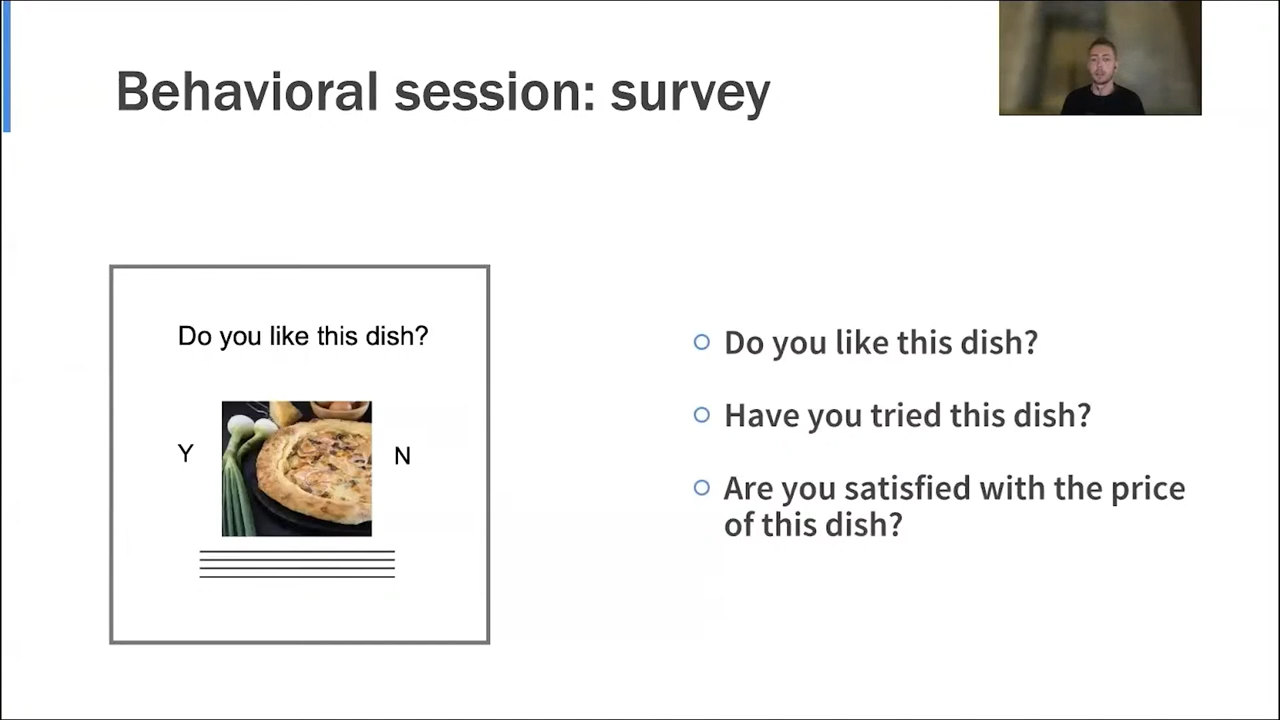 Behavioral session: survey
Do you like this dish?
Y
N
Do you like this dish?
Have you tried this dish?
Are you satisfied with the price
of this dish?